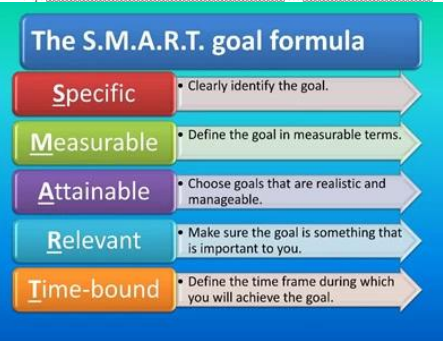 The S.M.A.R.T. goal formula
Specific
• Clearly identify the goal.
Measurable
• Define the goal in measurable terms.
Attainable
• Choose goals that are realistic and
manageable.
Relevant
• Make sure the goal is something that
is important to you.
Time-bound
• Define the time frame during which
you will achieve the goal.